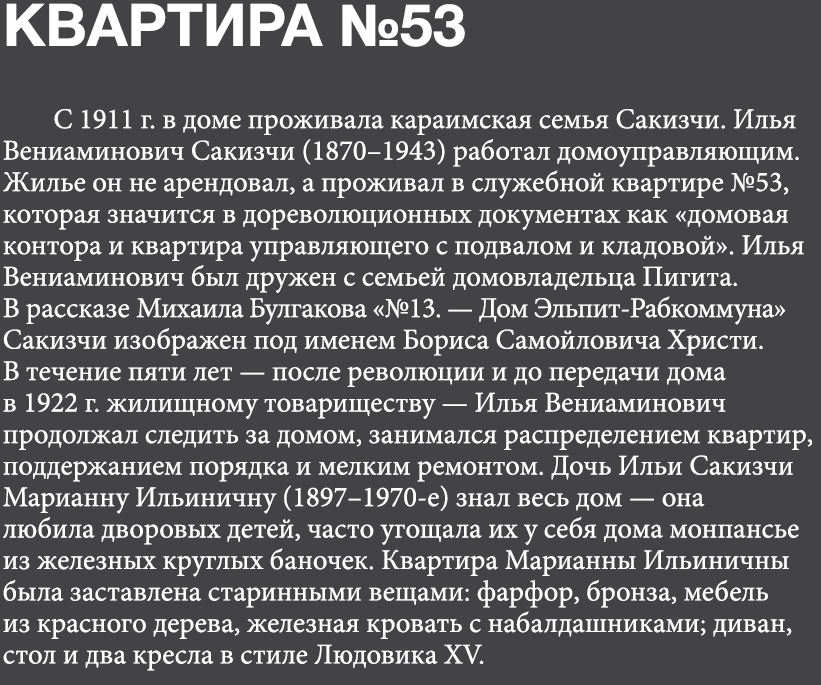 КВАРТИРА №53
С 1911 г. в доме проживала караимская семья Сакизчи. Илья
Вениаминович Сакизчи (1870–1943) работал домоуправляющим.
Жилье он не арендовал, а проживал в служебной квартире №53,
которая значится в дореволюционных документах как «домовая
контора и квартира управляющего с подвалом и кладовой». Илья
Вениаминович был дружен с семьей домовладельца Пигита.
В рассказе Михаила Булгакова «№13. — Дом Эльпит-Рабкоммуна»
Сакизчи изображен под именем Бориса Самойловича Христи.
В течение пяти лет — после революции и до передачи дома
в 1922 г. жилищному товариществу — Илья Вениаминович
продолжал следить за домом, занимался распределением квартир,
поддержанием порядка и мелким ремонтом. Дочь Ильи Сакизчи
Марианну Ильиничну (1897–1970-е) знал весь дом — она
любила дворовых детей, часто угощала их у себя дома монпансье
из железных круглых баночек. Квартира Марианны Ильиничны
была заставлена старинными вещами: фарфор, бронза, мебель
из красного дерева, железная кровать с набалдашниками; диван,
стол и два кресла в стиле Людовика XV.